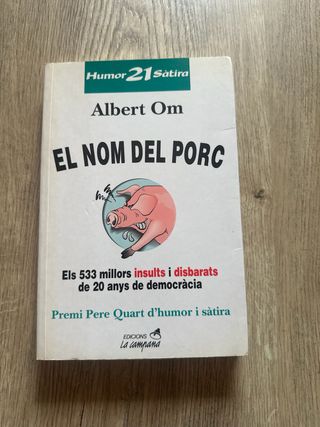 Humor 21 Sàtira
Albert Om
EL NOM DEL PORC
Els 533 millors insults i disbarats
de 20 anys de democràcia
Premi Pere Quart d'humor i sàtira
EDICIONS
La campana